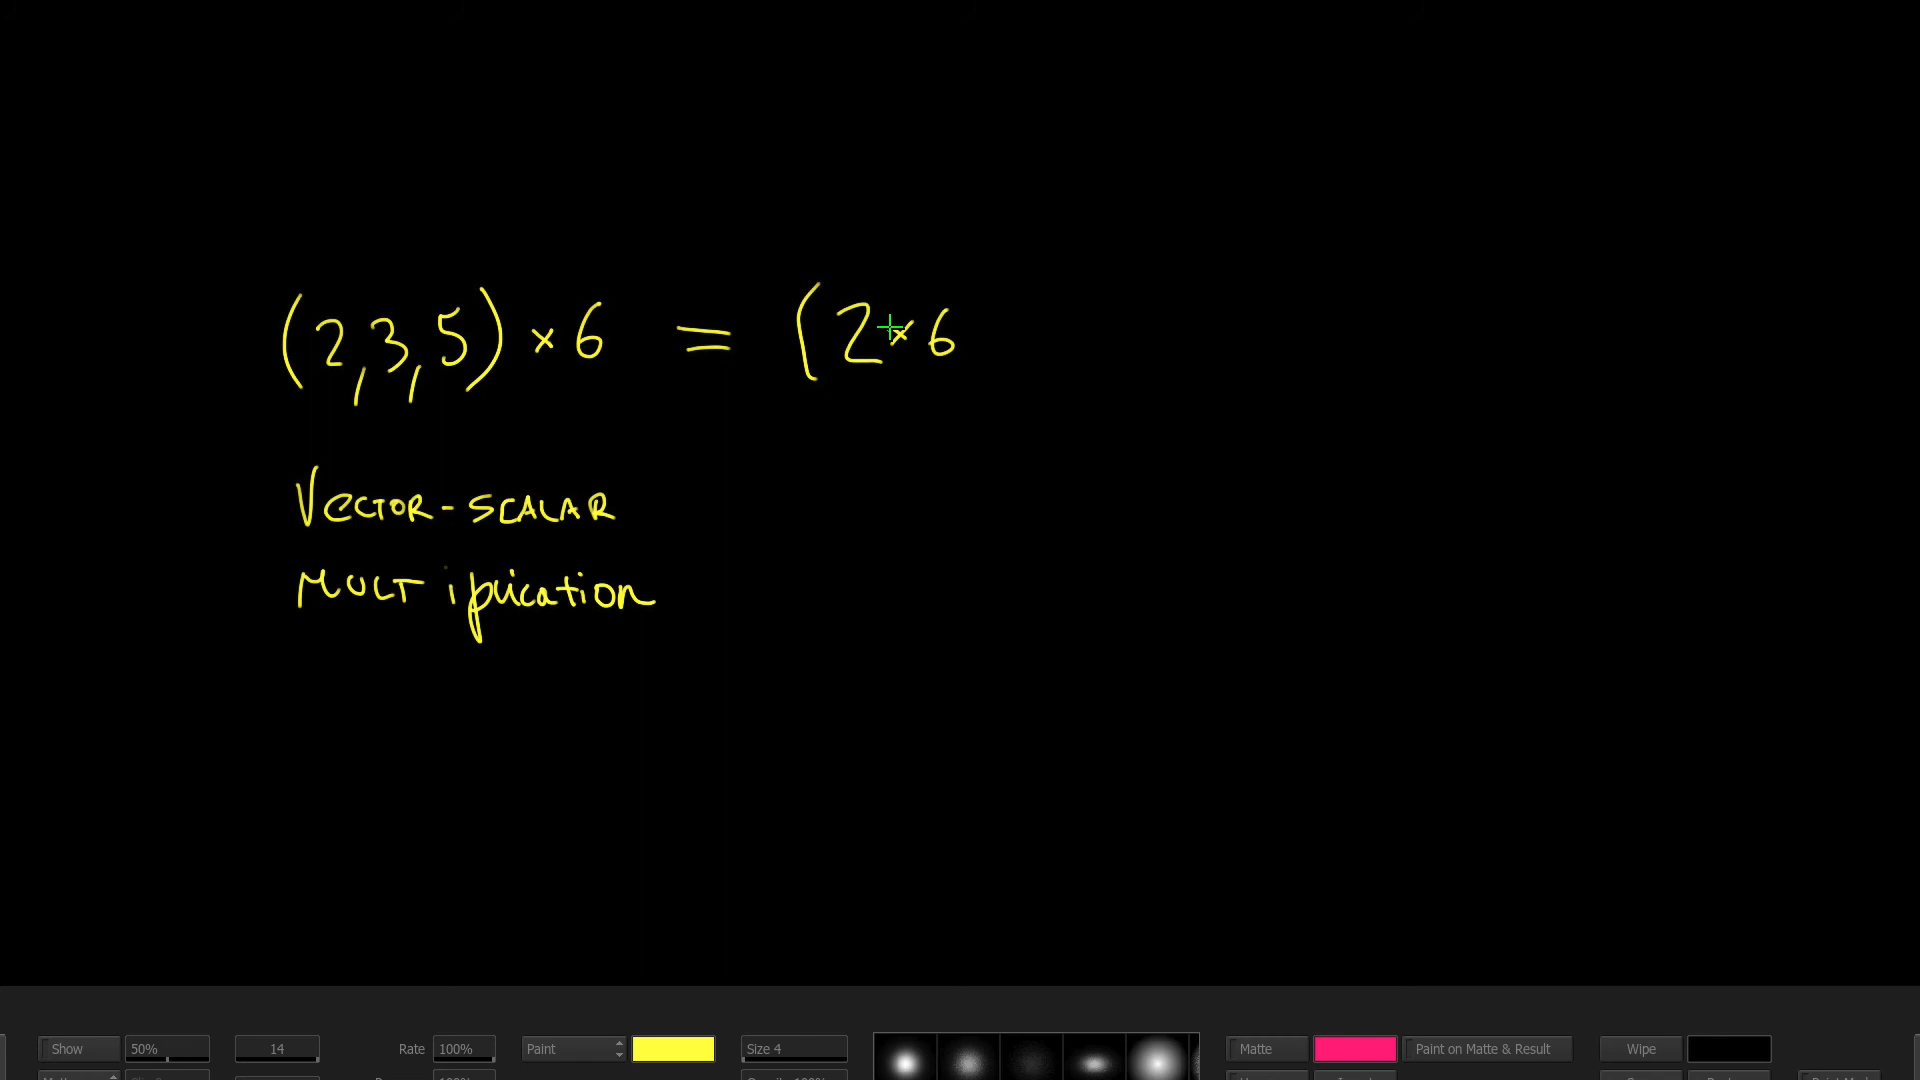 (2,3,5) × 6 = (2 × 6
VECTOR - SCALAR
MULTiplication
Show 50% 14 Rate 100% Paint Size 4 Matte Paint on Matte & Result Wipe